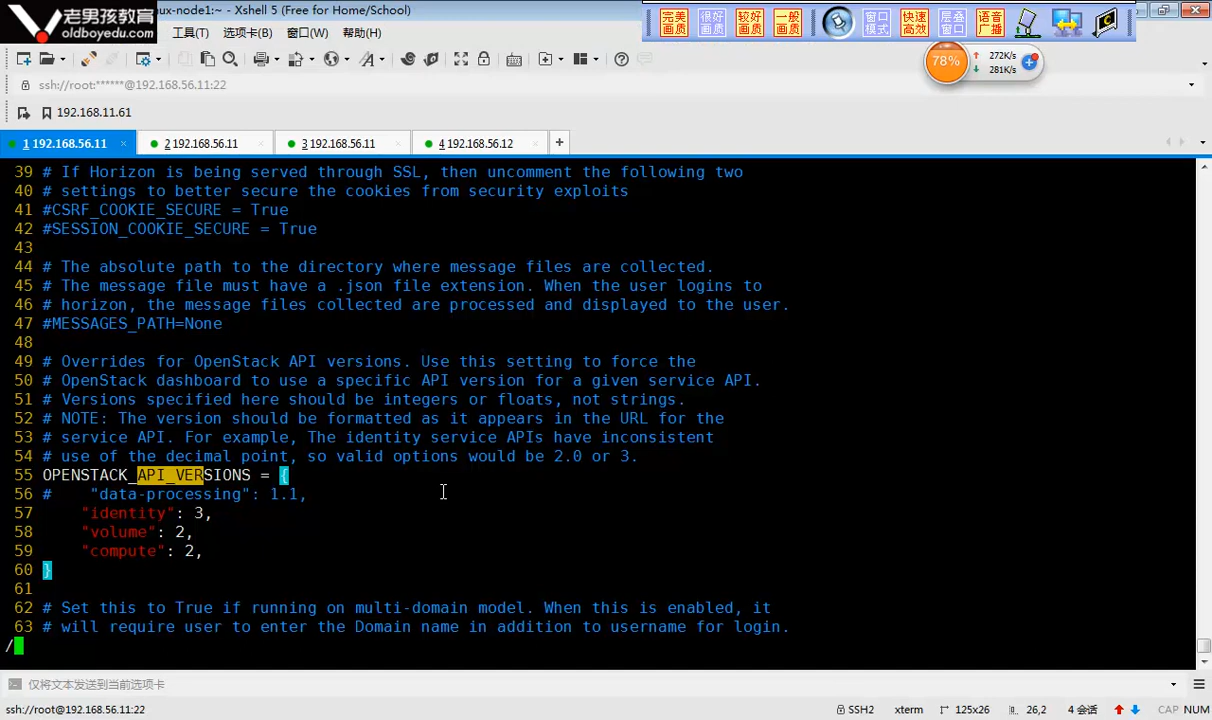 老男孩教育
oldboyedu.com
ux-node1:~ - Xshell 5 (Free for Home/School)
完美画质
很好画质
较好画质
一般画质
窗口模式
快速高效
层叠窗口
语音广播
工具(T)
选项卡(B)
窗口(W)
帮助(H)
78%
272K/s
281K/s
ssh://root:******@192.168.56.11:22
192.168.11.61
1 192.168.56.11
2 192.168.56.11
3 192.168.56.11
4 192.168.56.12
39 # If Horizon is being served through SSL, then uncomment the following two
40 # settings to better secure the cookies from security exploits
41 #CSRF_COOKIE_SECURE = True
42 #SESSION_COOKIE_SECURE = True
43
44 # The absolute path to the directory where message files are collected.
45 # The message file must have a .json file extension. When the user logins to
46 # horizon, the message files collected are processed and displayed to the user.
47 #MESSAGES_PATH=None
48
49 # Overrides for OpenStack API versions. Use this setting to force the
50 # OpenStack dashboard to use a specific API version for a given service API.
51 # Versions specified here should be integers or floats, not strings.
52 # NOTE: The version should be formatted as it appears in the URL for the
53 # service API. For example, The identity service APIs have inconsistent
54 # use of the decimal point, so valid options would be 2.0 or 3.
55 OPENSTACK_API_VERSIONS = {
56 #    "data-processing": 1.1,
57     "identity": 3,
58     "volume": 2,
59     "compute": 2,
60 }
61
62 # Set this to True if running on multi-domain model. When this is enabled, it
63 # will require user to enter the Domain name in addition to username for login.
/
仅将文本发送到当前选项卡
ssh://root@192.168.56.11:22
SSH2
xterm
125x26
26,2
4 会话
CAP
NUM